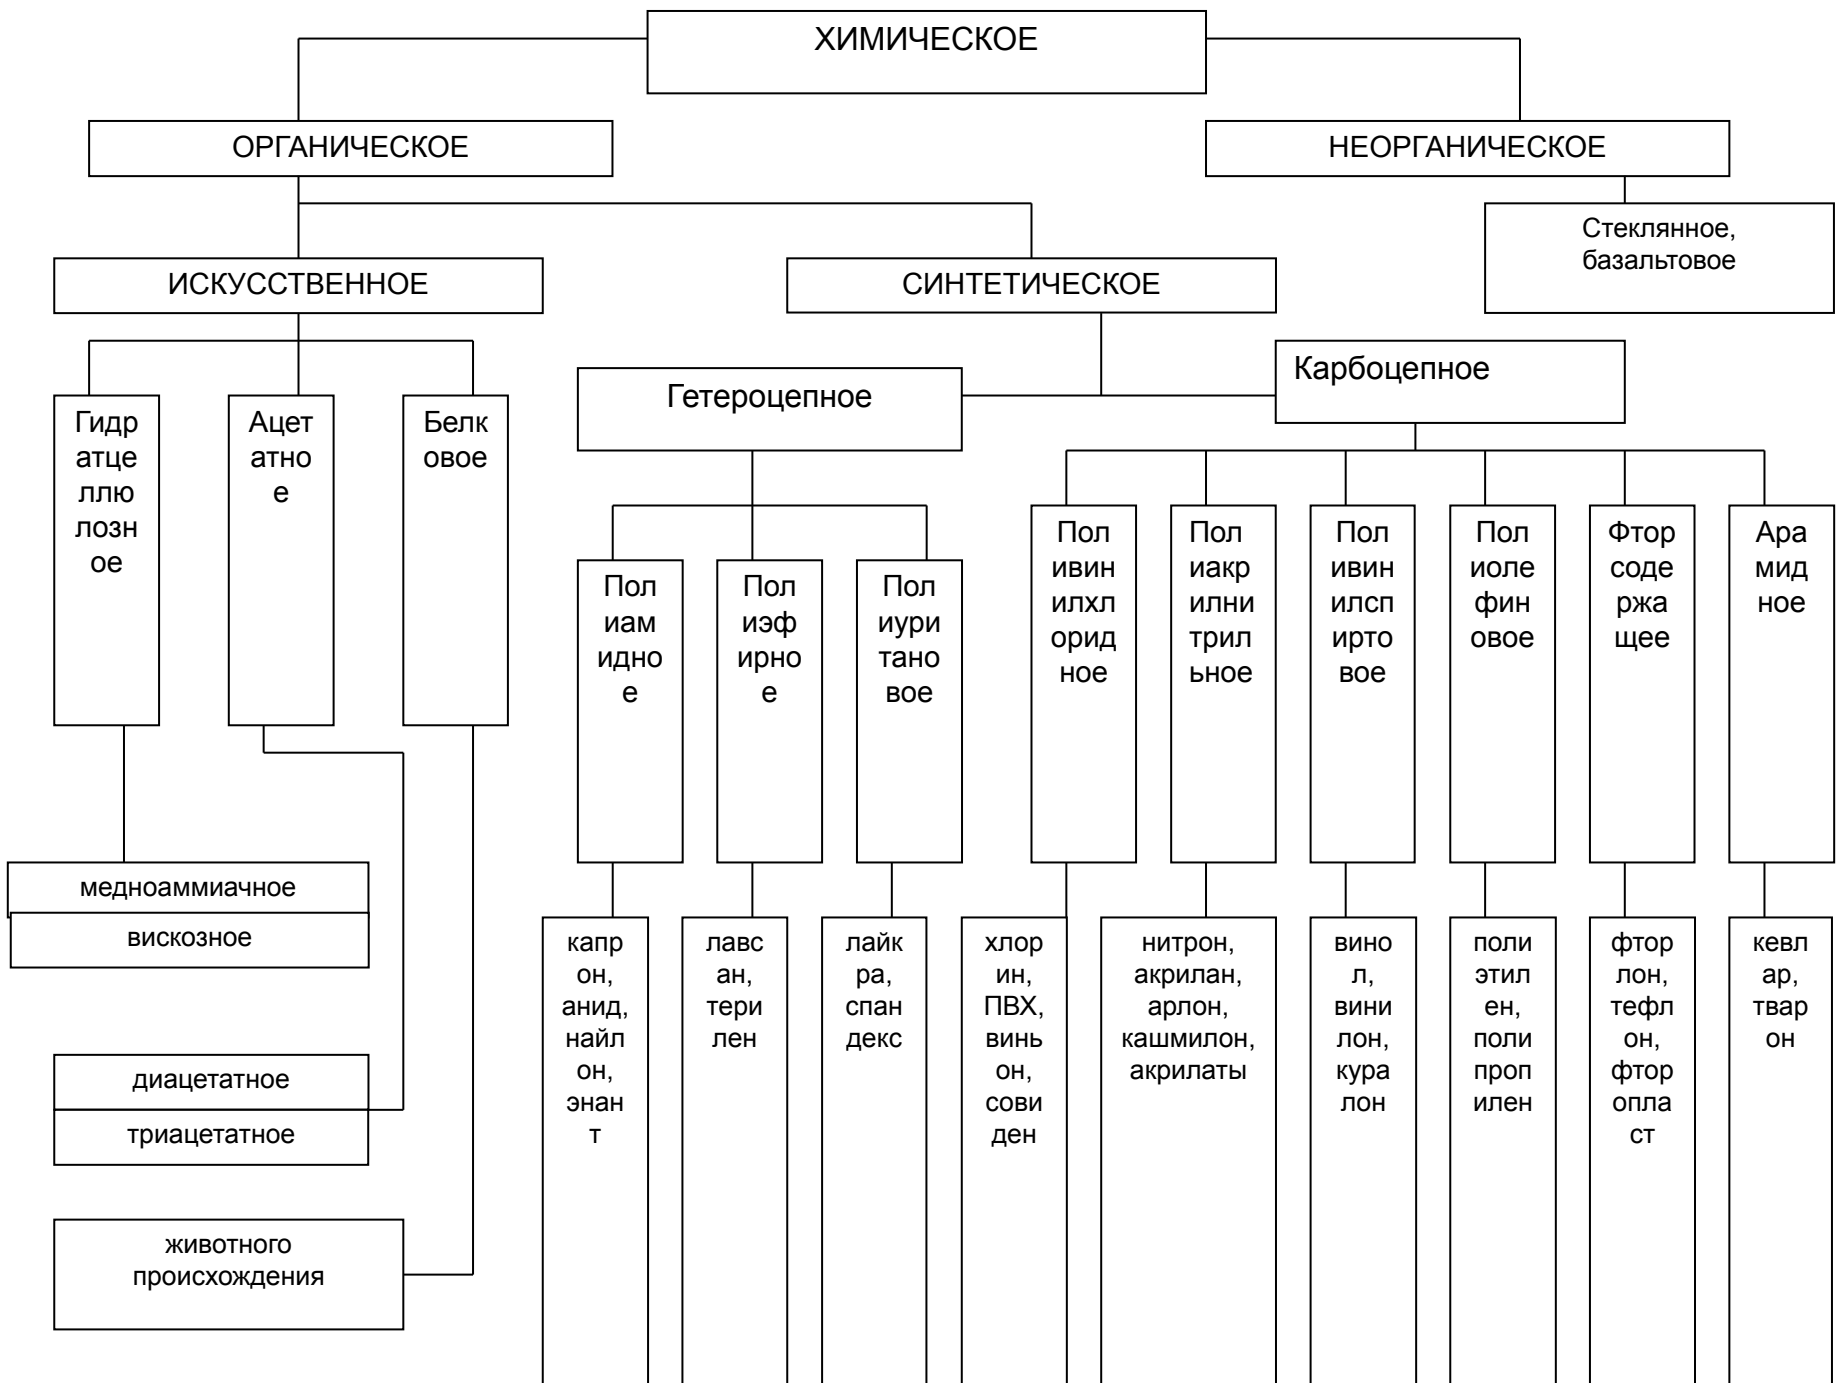 ХИМИЧЕСКОЕ
ОРГАНИЧЕСКОЕ
НЕОРГАНИЧЕСКОЕ
Стеклянное,
базальтовое
ИСКУССТВЕННОЕ
СИНТЕТИЧЕСКОЕ
Гетероцепное
Карбоцепное
Гидр
атце
ллю
лозн
ое
Ацет
атно
е
Белк
овое
Пол
иам
идно
е
Пол
иэф
ирно
е
Пол
иури
тано
вое
Пол
ивин
илхл
орид
ное
Пол
иакр
илни
трил
ьное
Пол
ивин
илсп
ирто
вое
Пол
иоле
фин
овое
Фтор
соде
ржа
щее
Ара
мид
ное
медноаммиачное
вискозное
диацетатное
триацетатное
животного
происхождения
капр
он,
анид,
найл
он,
энан
т
лавс
ан,
тери
лен
лайк
ра,
спан
декс
хлор
ин,
ПВХ,
винь
он,
сови
ден
нитрон,
акрилан,
арлон,
кашмилон,
акрилаты
вино
л,
вини
лон,
кура
лон
поли
этил
ен,
поли
проп
илен
фтор
лон,
тефл
он,
фтор
опла
ст
кевл
ар,
твар
он